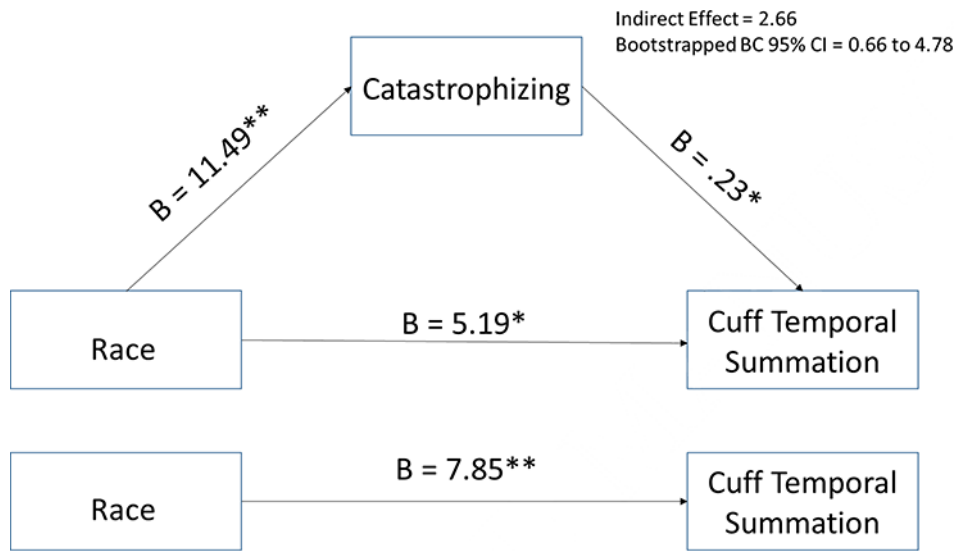 Indirect Effect = 2.66
Bootstrapped BC 95% CI = 0.66 to 4.78
Catastrophizing
B = 11.49**
B = .23*
Race
B = 5.19*
Cuff Temporal
Summation
Race
B = 7.85**
Cuff Temporal
Summation